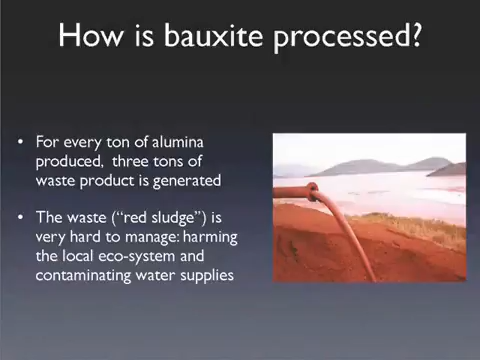 How is bauxite processed?
• For every ton of alumina
produced, three tons of
waste product is generated
• The waste (“red sludge”) is
very hard to manage: harming
the local eco-system and
contaminating water supplies